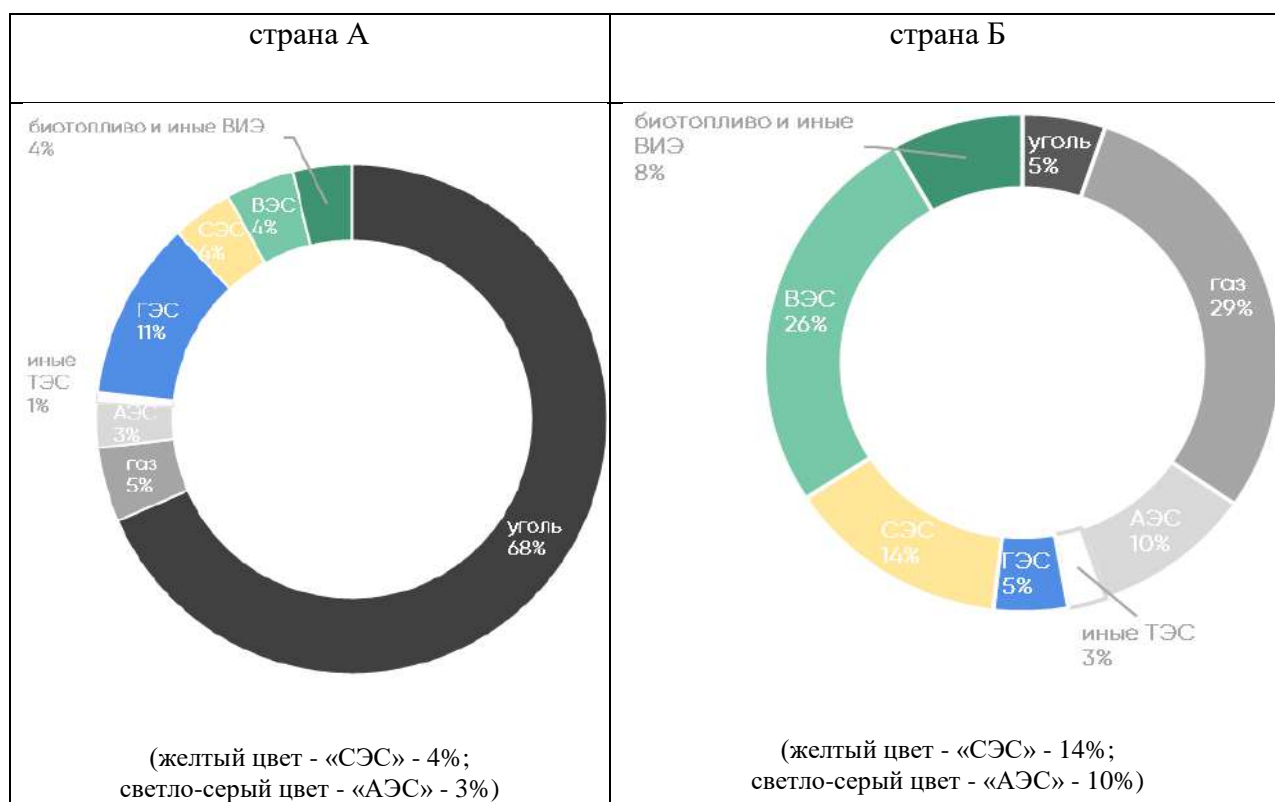 страна А
страна Б
биотопливо и иные ВИЭ
4%
ВЭС
4%
СЭС
4%
ГЭС
11%
иные
ТЭС
1%
АЭС
3%
газ
5%
уголь
68%
(желтый цвет - «СЭС» - 4%;
светло-серый цвет - «АЭС» - 3%)
биотопливо и иные
ВИЭ
8%
уголь
5%
газ
29%
ВЭС
26%
АЭС
10%
СЭС
14%
ГЭС
5%
иные ТЭС
3%
(желтый цвет - «СЭС» - 14%;
светло-серый цвет - «АЭС» - 10%)